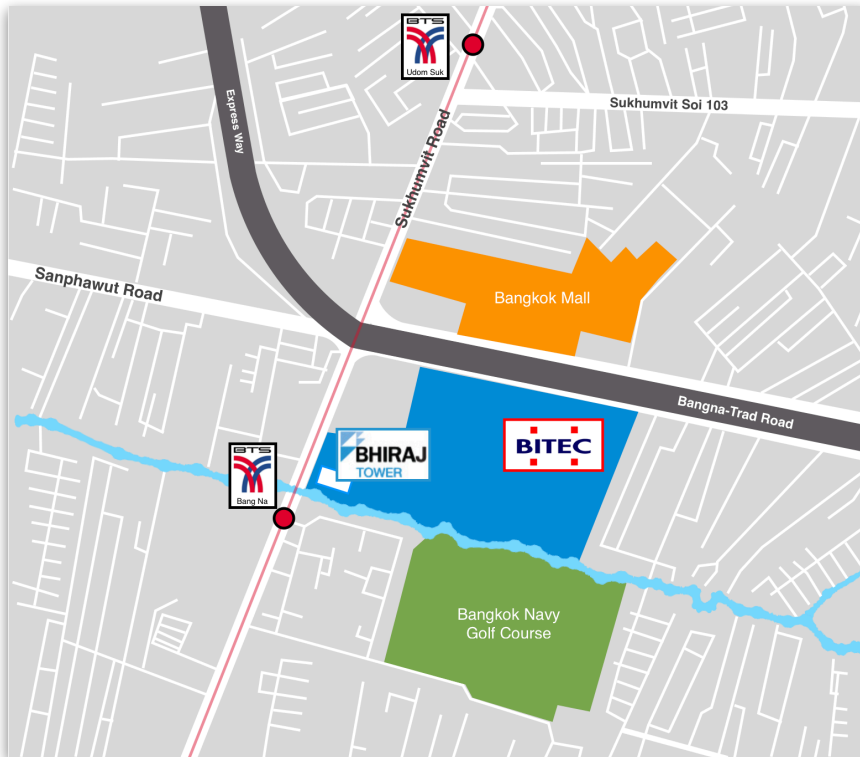 BTS
Udom Suk
Sukhumvit Soi 103
Express Way
Sukhumvit Road
Sanphawut Road
Bangkok Mall
Bangna-Trad Road
BHIRAJ
TOWER
BITEC
BTS
Bang Na
Bangkok Navy
Golf Course